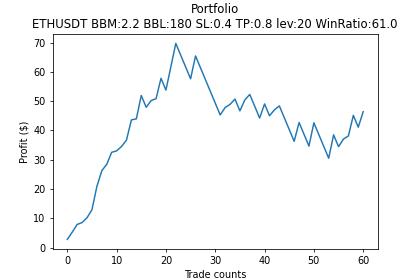 Portfolio
ETHUSDT BBM:2.2 BBL:180 SL:0.4 TP:0.8 lev:20 WinRatio:61.0
70
60
50
40
30
20
10
0
Profit ($)
0 10 20 30 40 50 60
Trade counts